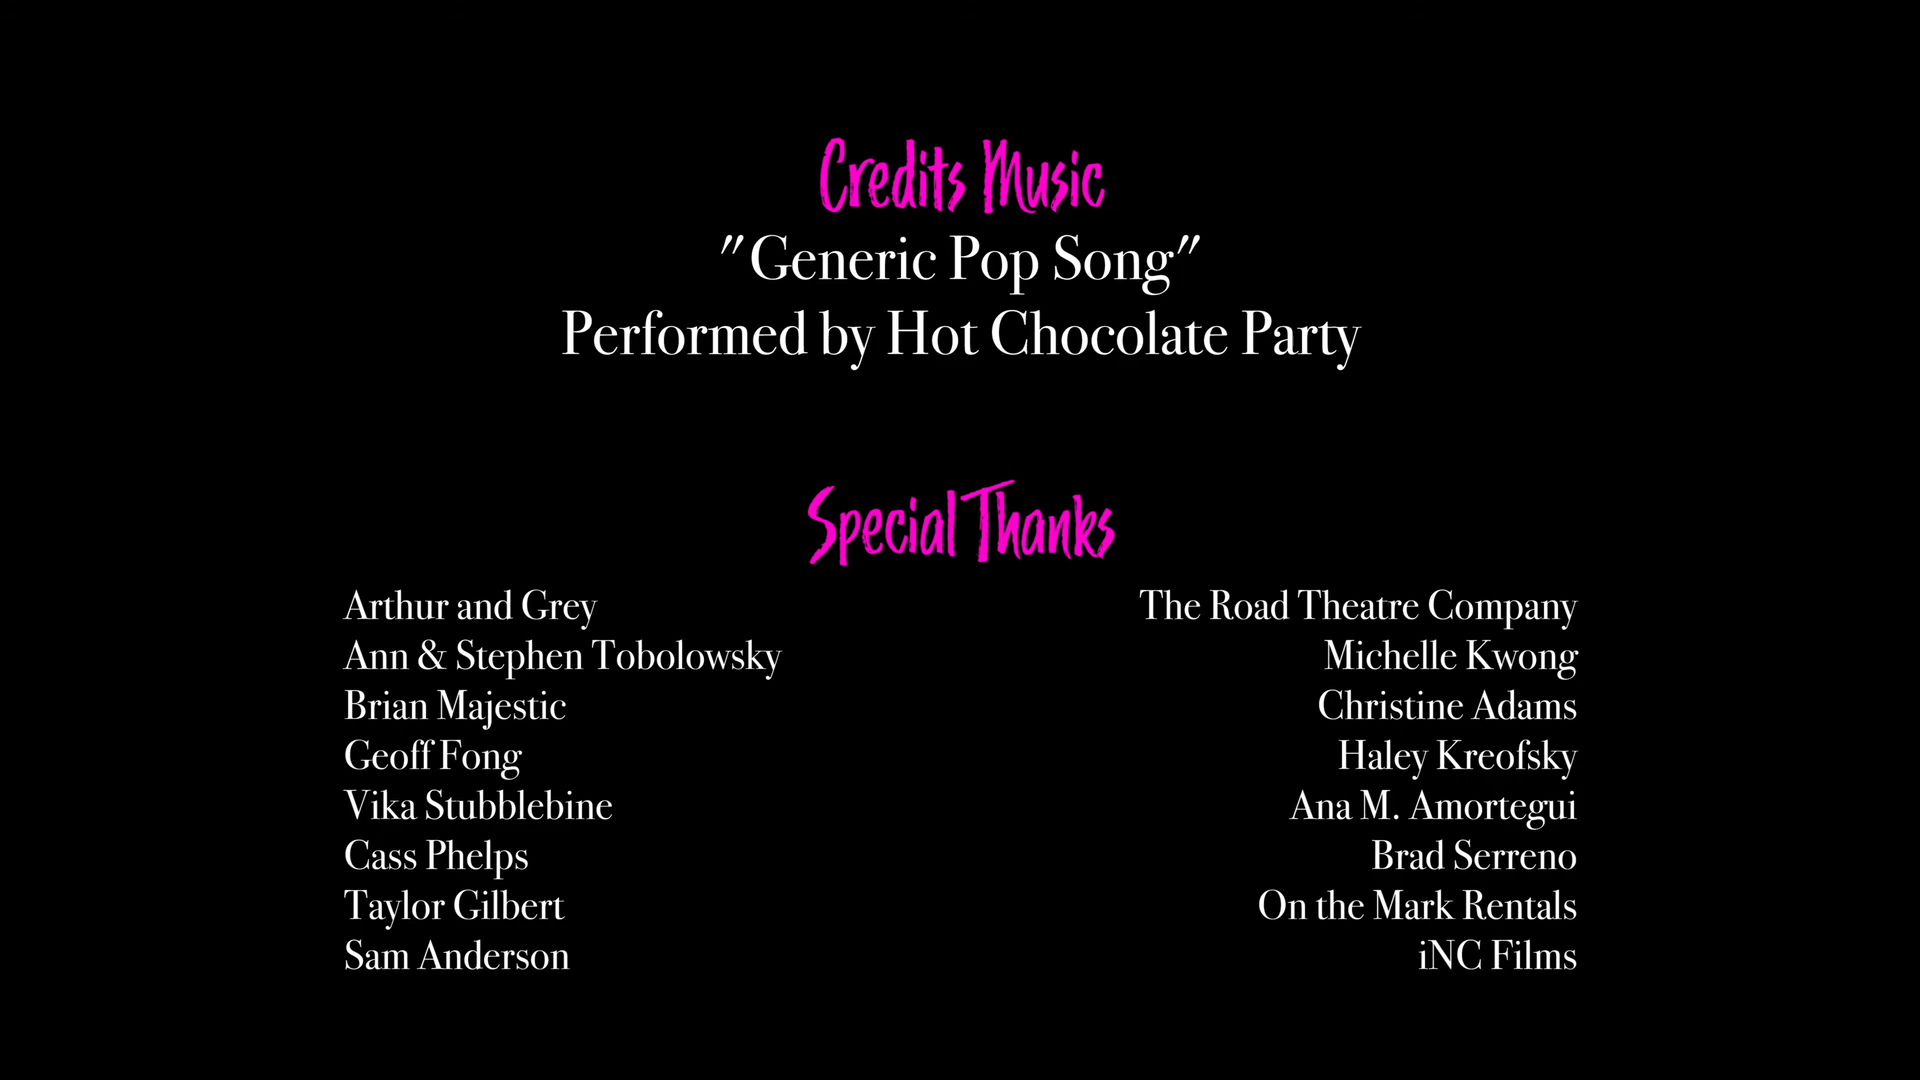 Credits Music
"Generic Pop Song"
Performed by Hot Chocolate Party
Special Thanks
Arthur and Grey
Ann & Stephen Tobolowsky
Brian Majestic
Geoff Fong
Vika Stubblebine
Cass Phelps
Taylor Gilbert
Sam Anderson
The Road Theatre Company
Michelle Kwong
Christine Adams
Haley Kreofsky
Ana M. Amortegui
Brad Serreno
On the Mark Rentals
iNC Films